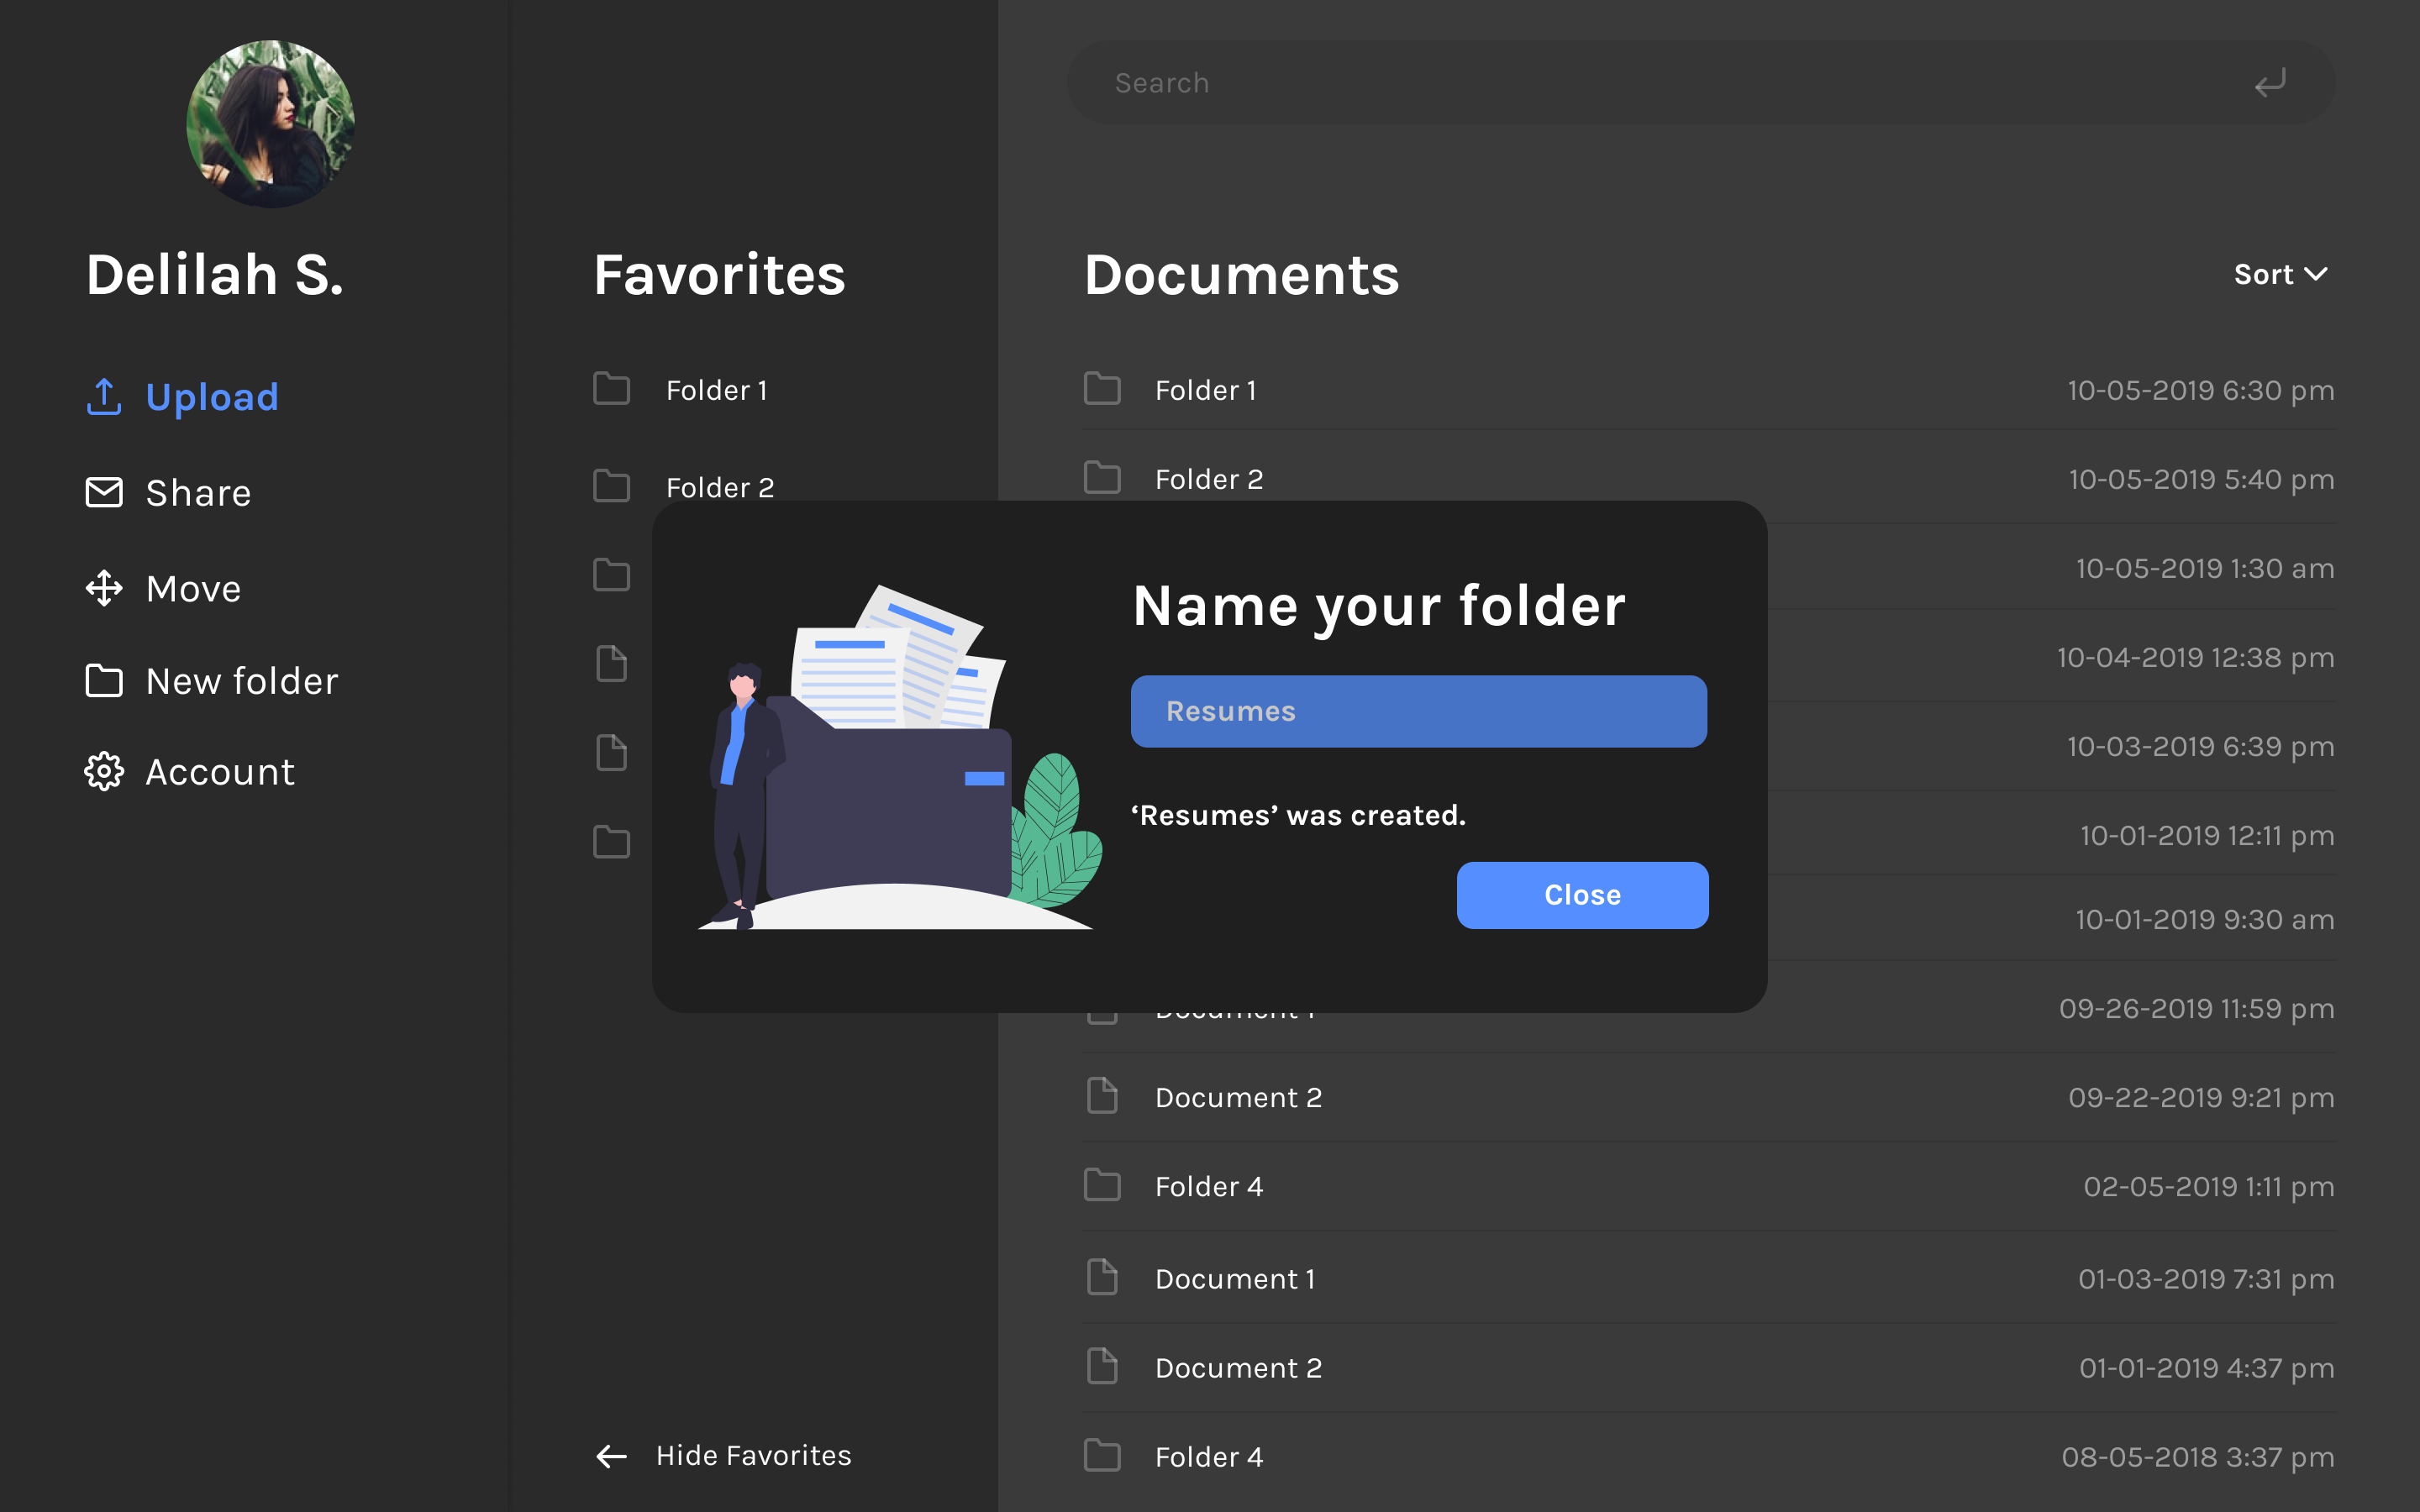 Delilah S.
Upload
Share
Move
New folder
Account
Favorites
Folder 1
Folder 2
Hide Favorites
Search
Documents
Sort
Folder 1 10-05-2019 6:30 pm
Folder 2 10-05-2019 5:40 pm
10-05-2019 1:30 am
10-04-2019 12:38 pm
10-03-2019 6:39 pm
10-01-2019 12:11 pm
10-01-2019 9:30 am
Document 1 09-26-2019 11:59 pm
Document 2 09-22-2019 9:21 pm
Folder 4 02-05-2019 1:11 pm
Document 1 01-03-2019 7:31 pm
Document 2 01-01-2019 4:37 pm
Folder 4 08-05-2018 3:37 pm
Name your folder
Resumes
‘Resumes’ was created.
Close